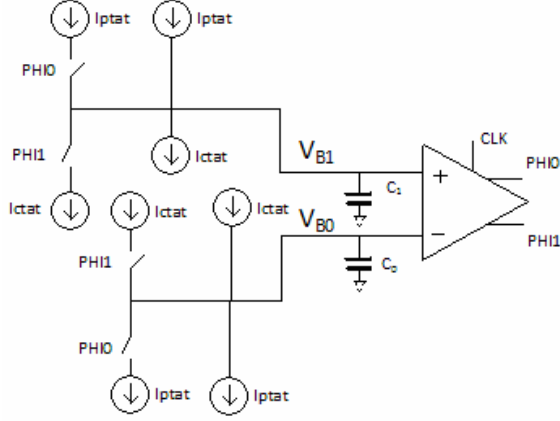 Iptat Iptat
PHI0
PHI1
Ictat
VB1
CLK
PHI0
+
C1
Ictat Ictat Ictat
VB0
−
PHI1
PHI1
C0
PHI0
Iptat Iptat